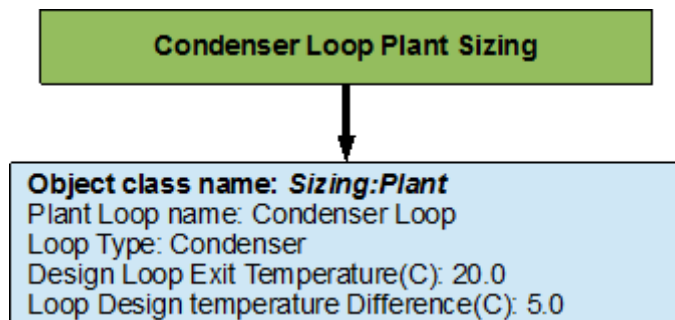 Condenser Loop Plant Sizing
Object class name: Sizing:Plant
Plant Loop name: Condenser Loop
Loop Type: Condenser
Design Loop Exit Temperature(C): 20.0
Loop Design temperature Difference(C): 5.0